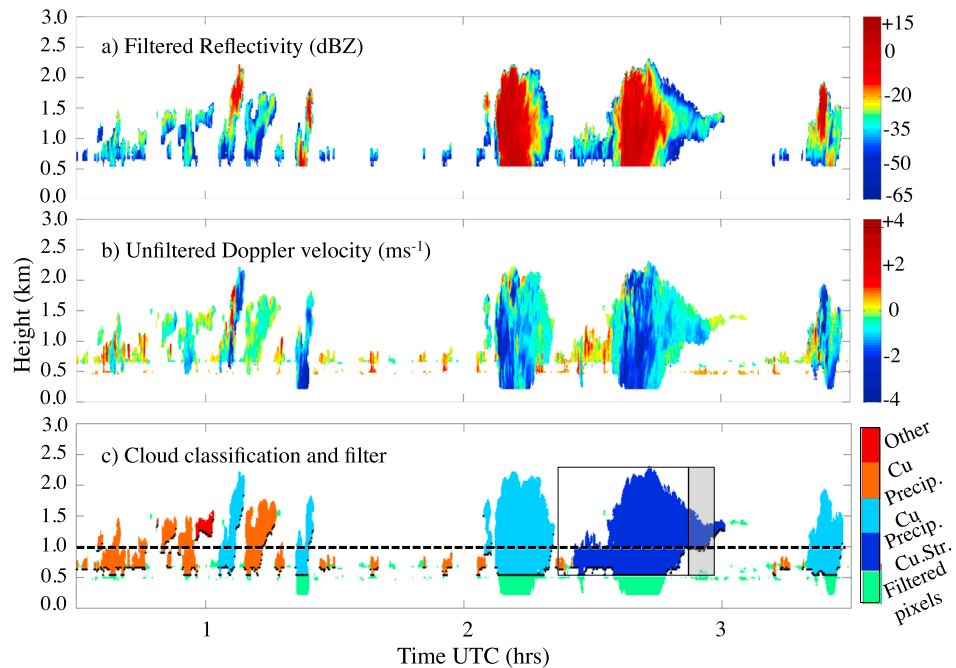 3.0
a) Filtered Reflectivity (dBZ)
2.5
2.0
1.5
1.0
0.5
0.0
+15
0
-20
-35
-50
-65
3.0
b) Unfiltered Doppler velocity (ms-1)
2.5
2.0
1.5
1.0
0.5
0.0
Height (km)
+4
+2
0
-2
-4
3.0
c) Cloud classification and filter
2.5
2.0
1.5
1.0
0.5
0.0
Other
Cu
Precip.
Cu
Precip.
Cu.Str.
Filtered
pixels
1
2
3
Time UTC (hrs)